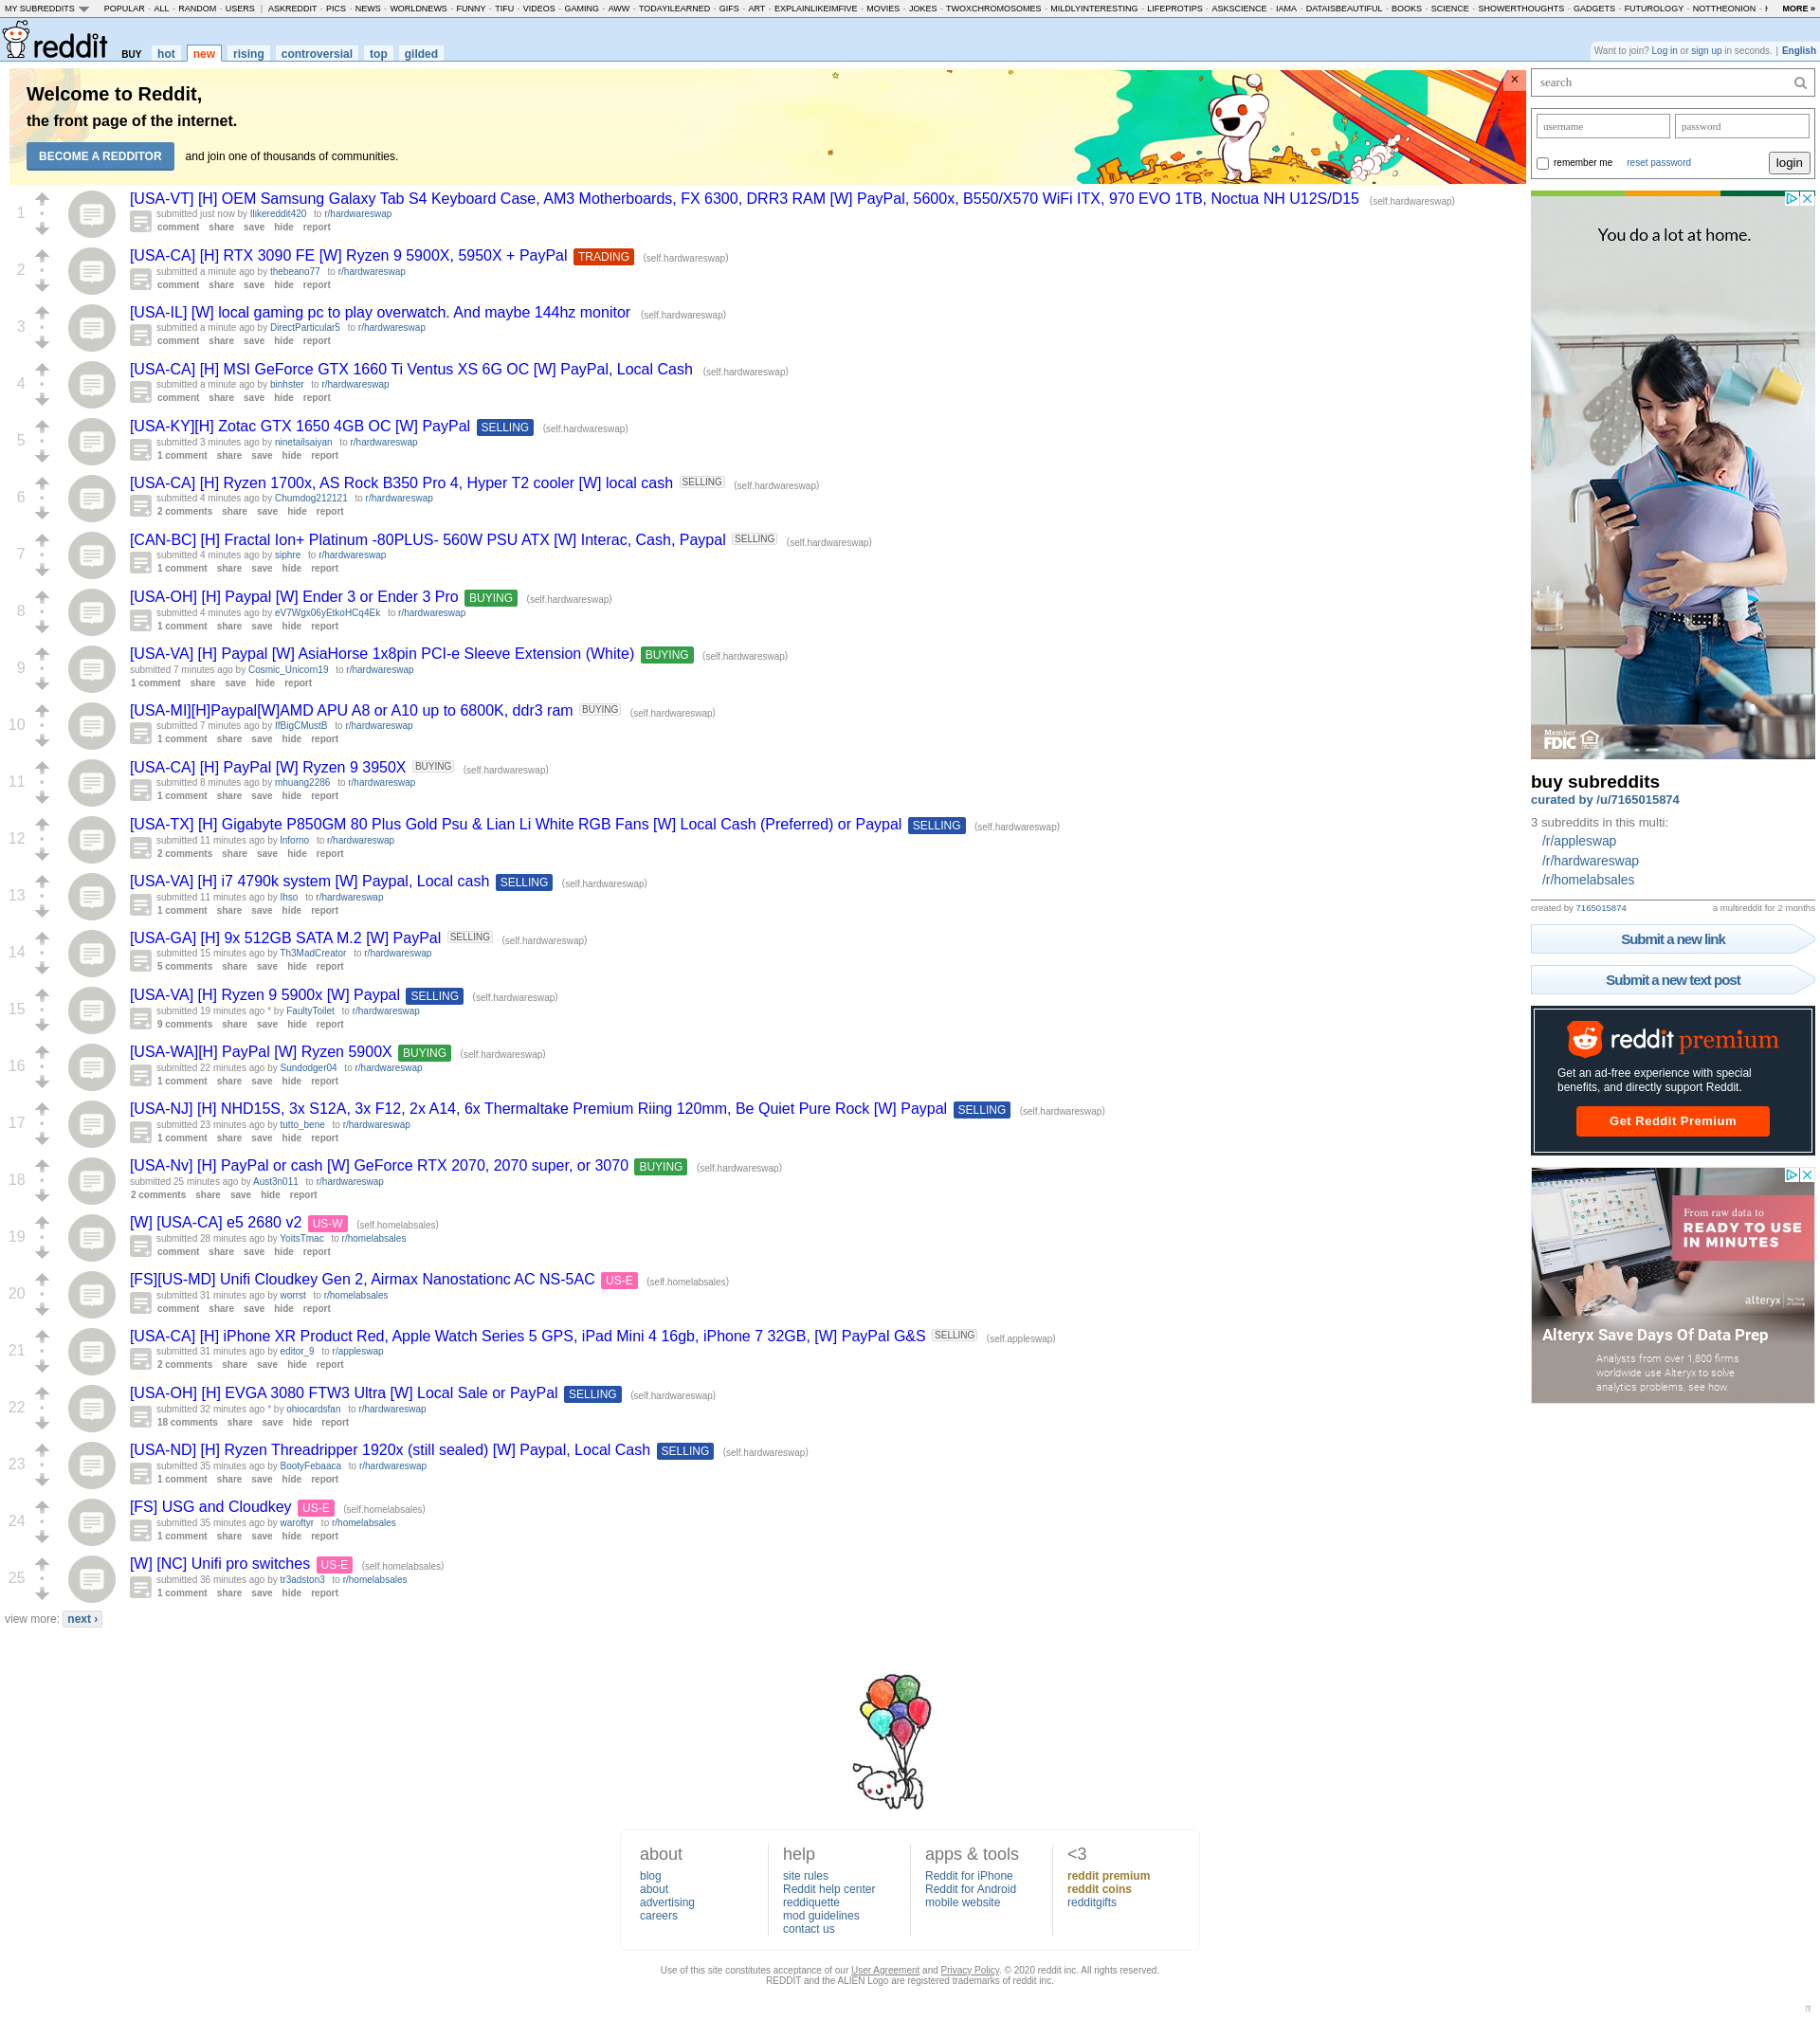 MY SUBREDDITS POPULAR - ALL - RANDOM - USERS | ASKREDDIT - PICS - NEWS - WORLDNEWS - FUNNY - TIFU - VIDEOS - GAMING - AWW - TODAYILEARNED - GIFS - ART - EXPLAINLIKEIMFIVE - MOVIES - JOKES - TWOXCHROMOSOMES - MILDLYINTERESTING - LIFEPROTIPS - ASKSCIENCE - IAMA - DATAISBEAUTIFUL - BOOKS - SCIENCE - SHOWERTHOUGHTS - GADGETS - FUTUROLOGY - NOTTHEONION - MORE »
reddit BUY hot new rising controversial top gilded
Want to join? Log in or sign up in seconds. | English
Welcome to Reddit,
the front page of the internet.
BECOME A REDDITOR and join one of thousands of communities.
×
1
[USA-VT] [H] OEM Samsung Galaxy Tab S4 Keyboard Case, AM3 Motherboards, FX 6300, DRR3 RAM [W] PayPal, 5600x, B550/X570 WiFi ITX, 970 EVO 1TB, Noctua NH U12S/D15 (self.hardwareswap)
submitted just now by Ilikereddit420 to r/hardwareswap
comment share save hide report
2
[USA-CA] [H] RTX 3090 FE [W] Ryzen 9 5900X, 5950X + PayPal TRADING (self.hardwareswap)
submitted a minute ago by thebeano77 to r/hardwareswap
comment share save hide report
3
[USA-IL] [W] local gaming pc to play overwatch. And maybe 144hz monitor (self.hardwareswap)
submitted a minute ago by DirectParticular5 to r/hardwareswap
comment share save hide report
4
[USA-CA] [H] MSI GeForce GTX 1660 Ti Ventus XS 6G OC [W] PayPal, Local Cash (self.hardwareswap)
submitted a minute ago by binhster to r/hardwareswap
comment share save hide report
5
[USA-KY][H] Zotac GTX 1650 4GB OC [W] PayPal SELLING (self.hardwareswap)
submitted 3 minutes ago by ninetailsaiyan to r/hardwareswap
1 comment share save hide report
6
[USA-CA] [H] Ryzen 1700x, AS Rock B350 Pro 4, Hyper T2 cooler [W] local cash SELLING (self.hardwareswap)
submitted 4 minutes ago by Chumdog212121 to r/hardwareswap
2 comments share save hide report
7
[CAN-BC] [H] Fractal Ion+ Platinum -80PLUS- 560W PSU ATX [W] Interac, Cash, Paypal SELLING (self.hardwareswap)
submitted 4 minutes ago by siphre to r/hardwareswap
1 comment share save hide report
8
[USA-OH] [H] Paypal [W] Ender 3 or Ender 3 Pro BUYING (self.hardwareswap)
submitted 4 minutes ago by eV7Wgx06yEtkoHCq4Ek to r/hardwareswap
1 comment share save hide report
9
[USA-VA] [H] Paypal [W] AsiaHorse 1x8pin PCI-e Sleeve Extension (White) BUYING (self.hardwareswap)
submitted 7 minutes ago by Cosmic_Unicorn19 to r/hardwareswap
1 comment share save hide report
10
[USA-MI][H]Paypal[W]AMD APU A8 or A10 up to 6800K, ddr3 ram BUYING (self.hardwareswap)
submitted 7 minutes ago by IfBigCMustB to r/hardwareswap
1 comment share save hide report
11
[USA-CA] [H] PayPal [W] Ryzen 9 3950X BUYING (self.hardwareswap)
submitted 8 minutes ago by mhuang2286 to r/hardwareswap
1 comment share save hide report
12
[USA-TX] [H] Gigabyte P850GM 80 Plus Gold Psu & Lian Li White RGB Fans [W] Local Cash (Preferred) or Paypal SELLING (self.hardwareswap)
submitted 11 minutes ago by Inforno to r/hardwareswap
2 comments share save hide report
13
[USA-VA] [H] i7 4790k system [W] Paypal, Local cash SELLING (self.hardwareswap)
submitted 11 minutes ago by Ihso to r/hardwareswap
1 comment share save hide report
14
[USA-GA] [H] 9x 512GB SATA M.2 [W] PayPal SELLING (self.hardwareswap)
submitted 15 minutes ago by Th3MadCreator to r/hardwareswap
5 comments share save hide report
15
[USA-VA] [H] Ryzen 9 5900x [W] Paypal SELLING (self.hardwareswap)
submitted 19 minutes ago * by FaultyToilet to r/hardwareswap
9 comments share save hide report
16
[USA-WA][H] PayPal [W] Ryzen 5900X BUYING (self.hardwareswap)
submitted 22 minutes ago by Sundodger04 to r/hardwareswap
1 comment share save hide report
17
[USA-NJ] [H] NHD15S, 3x S12A, 3x F12, 2x A14, 6x Thermaltake Premium Riing 120mm, Be Quiet Pure Rock [W] Paypal SELLING (self.hardwareswap)
submitted 23 minutes ago by tutto_bene to r/hardwareswap
1 comment share save hide report
18
[USA-Nv] [H] PayPal or cash [W] GeForce RTX 2070, 2070 super, or 3070 BUYING (self.hardwareswap)
submitted 25 minutes ago by Aust3n011 to r/hardwareswap
2 comments share save hide report
19
[W] [USA-CA] e5 2680 v2 US-W (self.homelabsales)
submitted 28 minutes ago by YoitsTmac to r/homelabsales
comment share save hide report
20
[FS][US-MD] Unifi Cloudkey Gen 2, Airmax Nanostationc AC NS-5AC US-E (self.homelabsales)
submitted 31 minutes ago by worrst to r/homelabsales
comment share save hide report
21
[USA-CA] [H] iPhone XR Product Red, Apple Watch Series 5 GPS, iPad Mini 4 16gb, iPhone 7 32GB, [W] PayPal G&S SELLING (self.appleswap)
submitted 31 minutes ago by editor_9 to r/appleswap
2 comments share save hide report
22
[USA-OH] [H] EVGA 3080 FTW3 Ultra [W] Local Sale or PayPal SELLING (self.hardwareswap)
submitted 32 minutes ago * by ohiocardsfan to r/hardwareswap
18 comments share save hide report
23
[USA-ND] [H] Ryzen Threadripper 1920x (still sealed) [W] Paypal, Local Cash SELLING (self.hardwareswap)
submitted 35 minutes ago by BootyFebaaca to r/hardwareswap
1 comment share save hide report
24
[FS] USG and Cloudkey US-E (self.homelabsales)
submitted 35 minutes ago by waroftyr to r/homelabsales
1 comment share save hide report
25
[W] [NC] Unifi pro switches US-E (self.homelabsales)
submitted 36 minutes ago by tr3adston3 to r/homelabsales
1 comment share save hide report
view more: next ›
search
username password
remember me reset password login
You do a lot at home.
Member
FDIC
buy subreddits
curated by /u/7165015874
3 subreddits in this multi:
/r/appleswap
/r/hardwareswap
/r/homelabsales
created by 7165015874 a multireddit for 2 months
Submit a new link
Submit a new text post
reddit premium
Get an ad-free experience with special
benefits, and directly support Reddit.
Get Reddit Premium
From raw data to
READY TO USE
IN MINUTES
alteryx
Alteryx Save Days Of Data Prep
Analysts from over 1,800 firms
worldwide use Alteryx to solve
analytics problems, see how.
about
blog
about
advertising
careers
help
site rules
Reddit help center
reddiquette
mod guidelines
contact us
apps & tools
Reddit for iPhone
Reddit for Android
mobile website
<3
reddit premium
reddit coins
redditgifts
Use of this site constitutes acceptance of our User Agreement and Privacy Policy. © 2020 reddit inc. All rights reserved.
REDDIT and the ALIEN Logo are registered trademarks of reddit inc.
π